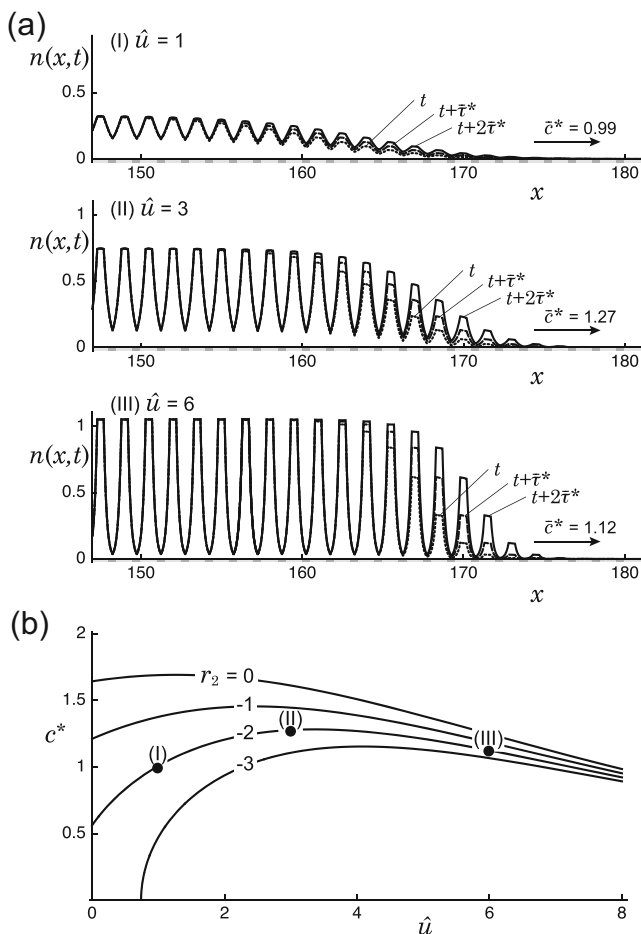 (a)
(I) û = 1
n(x,t)
0.5
0
t
t+τ̄*
t+2τ̄*
c̄* = 0.99
150
160
170
180
x
(II) û = 3
1
n(x,t)
0.5
0
t
t+τ̄*
t+2τ̄*
c̄* = 1.27
150
160
170
180
x
(III) û = 6
1
n(x,t)
0.5
0
t
t+τ̄*
t+2τ̄*
c̄* = 1.12
150
160
170
180
x
(b)
2
1.5
c*
1
0.5
r₂ = 0
-1
-2
-3
(I)
(II)
(III)
0
2
4
6
8
û